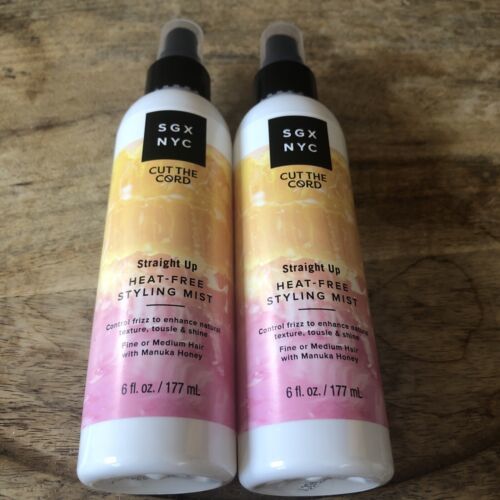 SGX
NYC
CUT THE
CORD
Straight Up
HEAT-FREE
STYLING MIST
Control frizz to enhance natural
texture, tousle & shine
Fine or Medium Hair
with Manuka Honey
6 fl. oz. / 177 mL
SGX
NYC
CUT THE
CORD
Straight Up
HEAT-FREE
STYLING MIST
Control frizz to enhance natural
texture, tousle & shine
Fine or Medium Hair
with Manuka Honey
6 fl. oz. / 177 mL